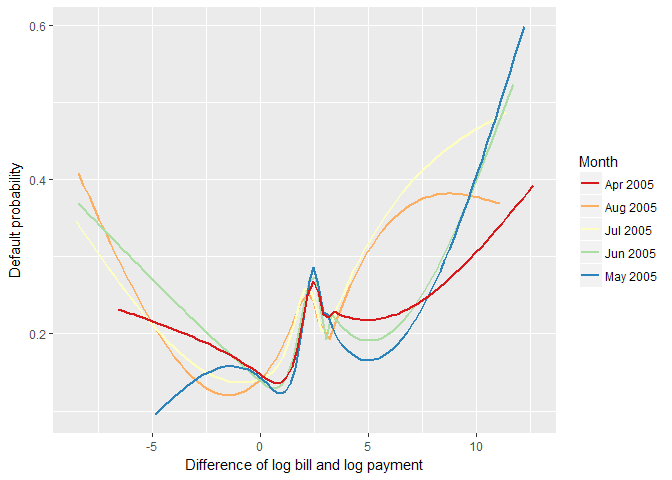 0.6
0.4
0.2
Default probability
-5 0 5 10
Difference of log bill and log payment
Month
Apr 2005
Aug 2005
Jul 2005
Jun 2005
May 2005